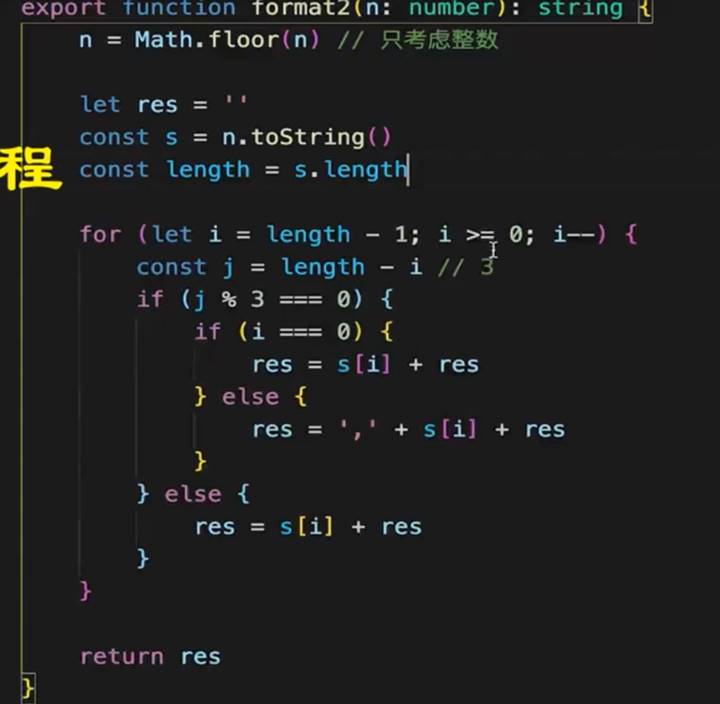 export function format2(n: number): string {
n = Math.floor(n) // 只考虑整数
let res = ''
const s = n.toString()
程
const length = s.length
for (let i = length - 1; i >= 0; i--) {
const j = length - i // 3
if (j % 3 === 0) {
if (i === 0) {
res = s[i] + res
} else {
res = ',' + s[i] + res
}
} else {
res = s[i] + res
}
}
return res
}